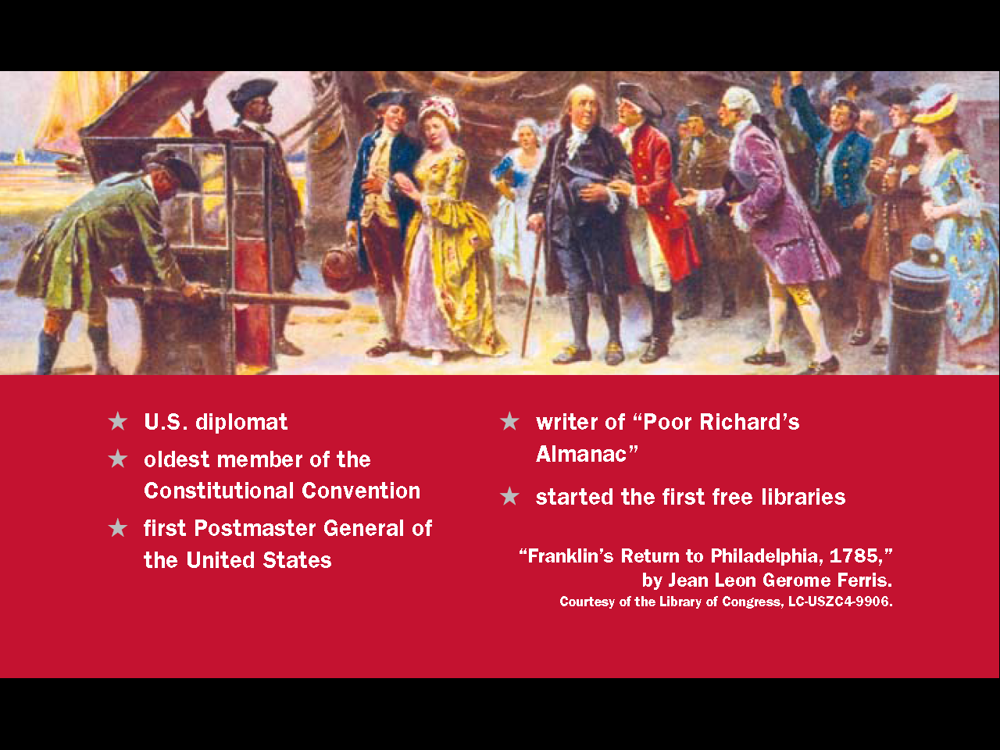 U.S. diplomat
oldest member of the
Constitutional Convention
first Postmaster General of
the United States
writer of “Poor Richard’s
Almanac”
started the first free libraries
“Franklin’s Return to Philadelphia, 1785,”
by Jean Leon Gerome Ferris.
Courtesy of the Library of Congress, LC-USZC4-9906.